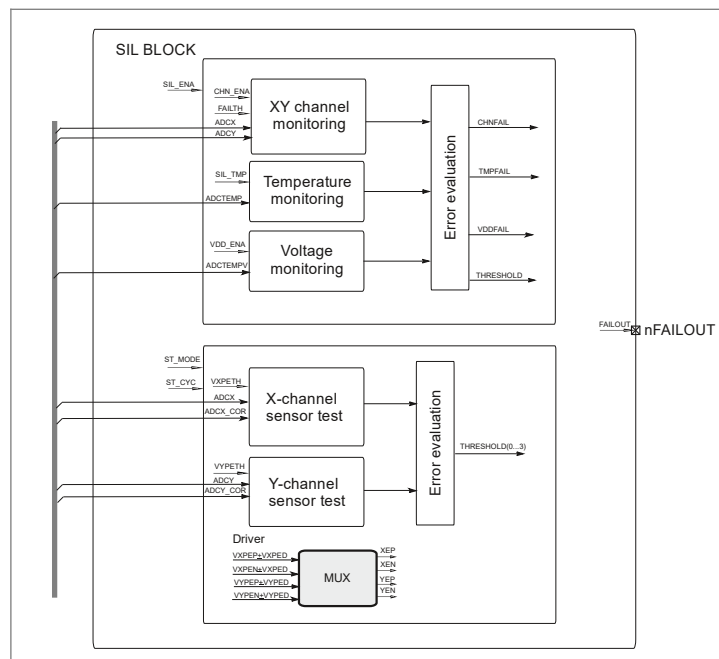 SIL BLOCK
SIL_ENA
CHN_ENA
FAILTH
ADCX
ADCY
XY channel
monitoring
SIL_TMP
ADCTEMP
Temperature
monitoring
VDD_ENA
ADCTEMPV
Voltage
monitoring
Error evaluation
CHNFAIL
TMPFAIL
VDDFAIL
THRESHOLD
FAILOUT
nFAILOUT
ST_MODE
ST_CYC
VXPETH
ADCX
ADCX_COR
X-channel
sensor test
VYPETH
ADCY
ADCY_COR
Y-channel
sensor test
Error evaluation
THRESHOLD(0...3)
Driver
VXPEP±VXPED
VXPEN±VXPED
VYPEP±VYPED
VYPEN±VYPED
MUX
XEP
XEN
YEP
YEN